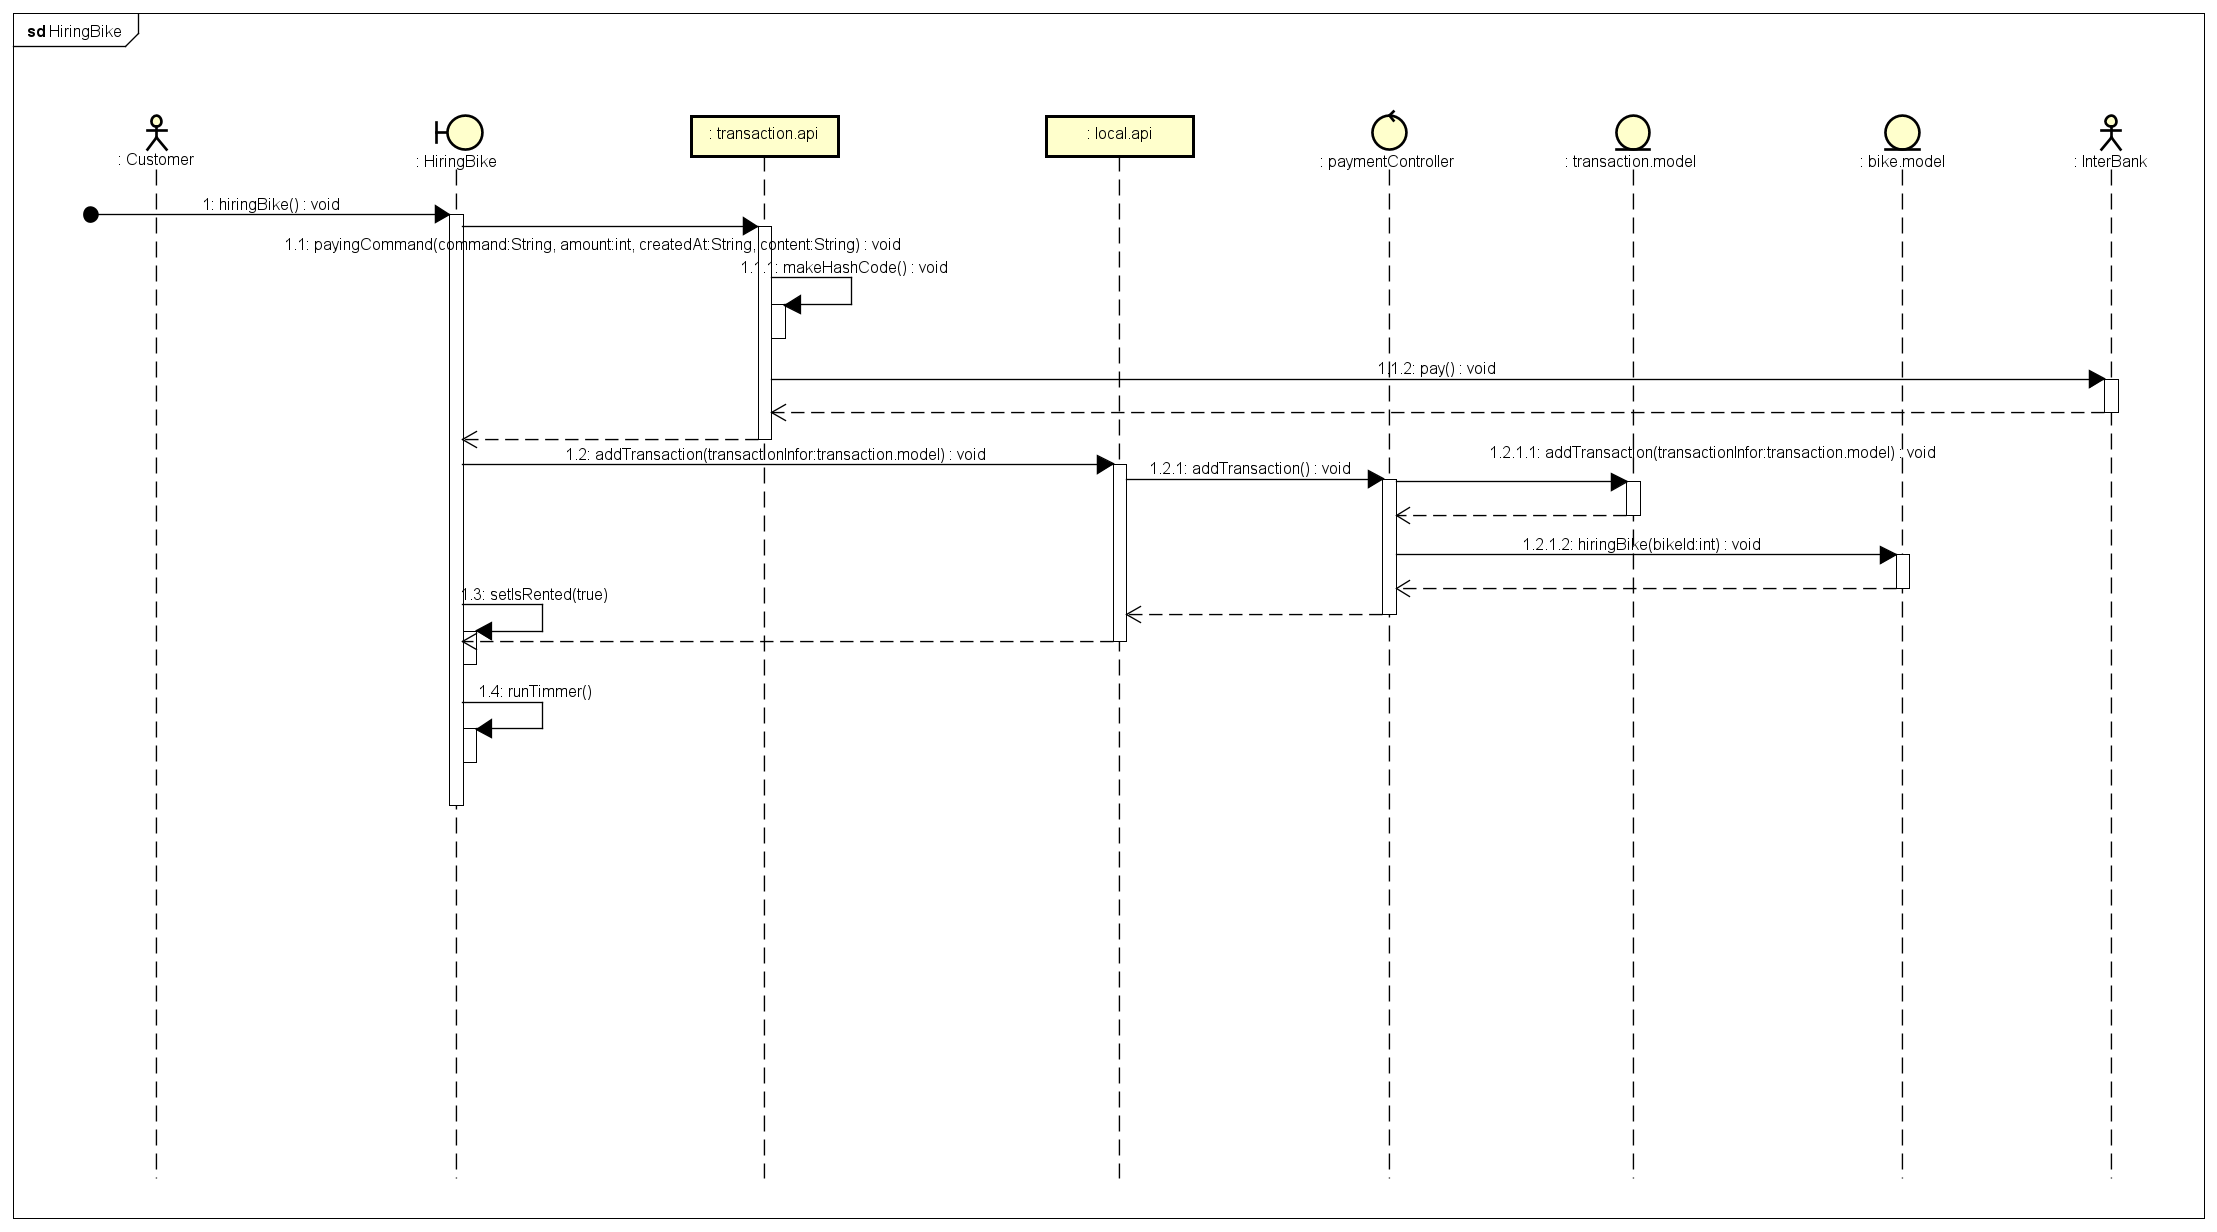 sd HiringBike
: Customer
: HiringBike
: transaction.api
: local.api
: paymentController
: transaction.model
: bike.model
: InterBank
1: hiringBike() : void
1.1: payingCommand(command:String, amount:int, createdAt:String, content:String) : void
1.1.1: makeHashCode() : void
1.1.2: pay() : void
1.2: addTransaction(transactionInfor:transaction.model) : void
1.2.1: addTransaction() : void
1.2.1.1: addTransaction(transactionInfor:transaction.model) : void
1.2.1.2: hiringBike(bikeId:int) : void
1.3: setIsRented(true)
1.4: runTimmer()